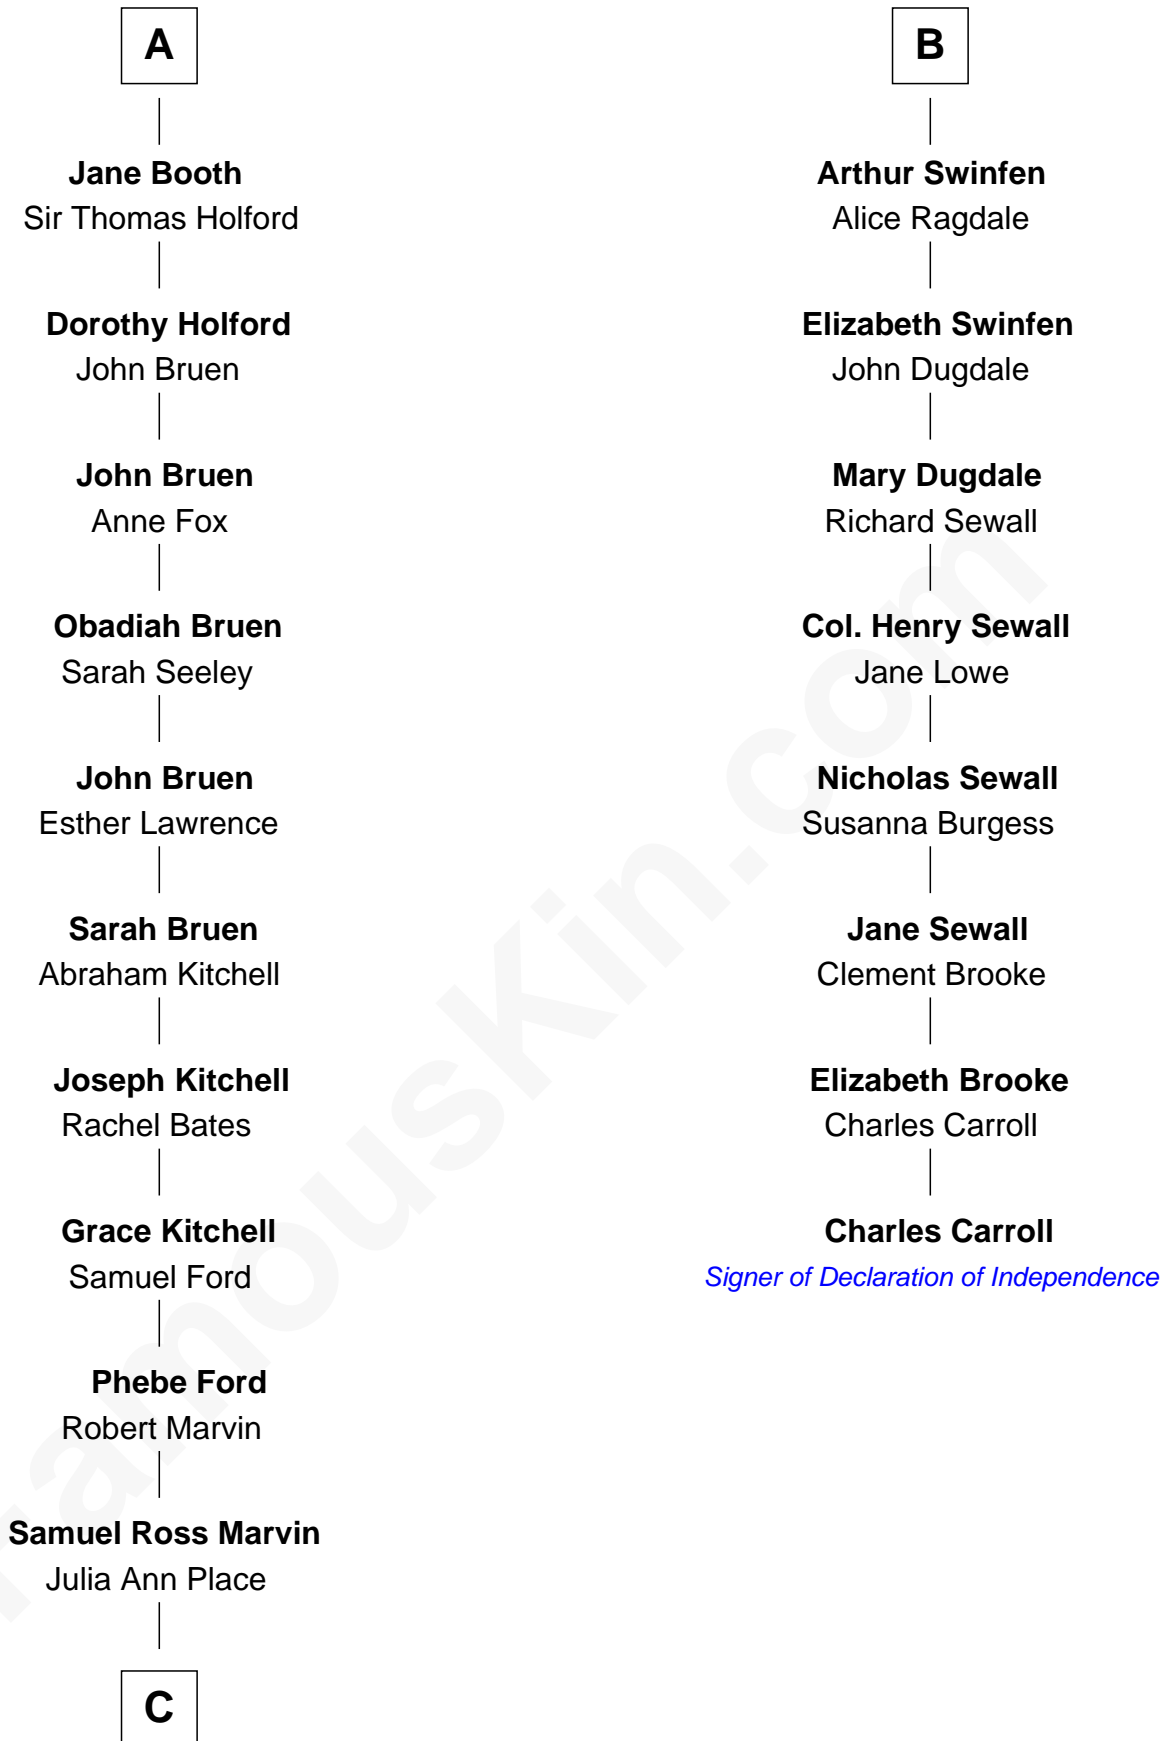 A
Jane Booth
Sir Thomas Holford
Dorothy Holford
John Bruen
John Bruen
Anne Fox
Obadiah Bruen
Sarah Seeley
John Bruen
Esther Lawrence
Sarah Bruen
Abraham Kitchell
Joseph Kitchell
Rachel Bates
Grace Kitchell
Samuel Ford
Phebe Ford
Robert Marvin
Samuel Ross Marvin
Julia Ann Place
C
B
Arthur Swinfen
Alice Ragdale
Elizabeth Swinfen
John Dugdale
Mary Dugdale
Richard Sewall
Col. Henry Sewall
Jane Lowe
Nicholas Sewall
Susanna Burgess
Jane Sewall
Clement Brooke
Elizabeth Brooke
Charles Carroll
Charles Carroll
Signer of Declaration of Independence
FamousKin.com